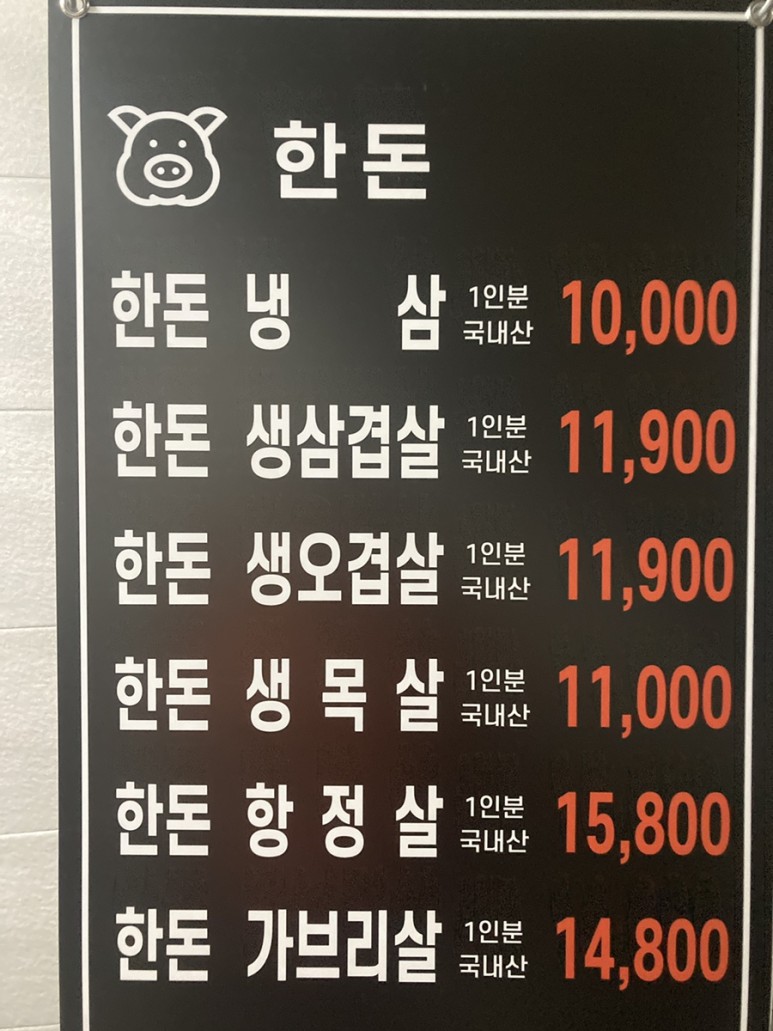 한돈
한돈 냉 삼 1인분 국내산 10,000
한돈 생삼겹살 1인분 국내산 11,900
한돈 생오겹살 1인분 국내산 11,900
한돈 생 목 살 1인분 국내산 11,000
한돈 항 정 살 1인분 국내산 15,800
한돈 가브리살 1인분 국내산 14,800